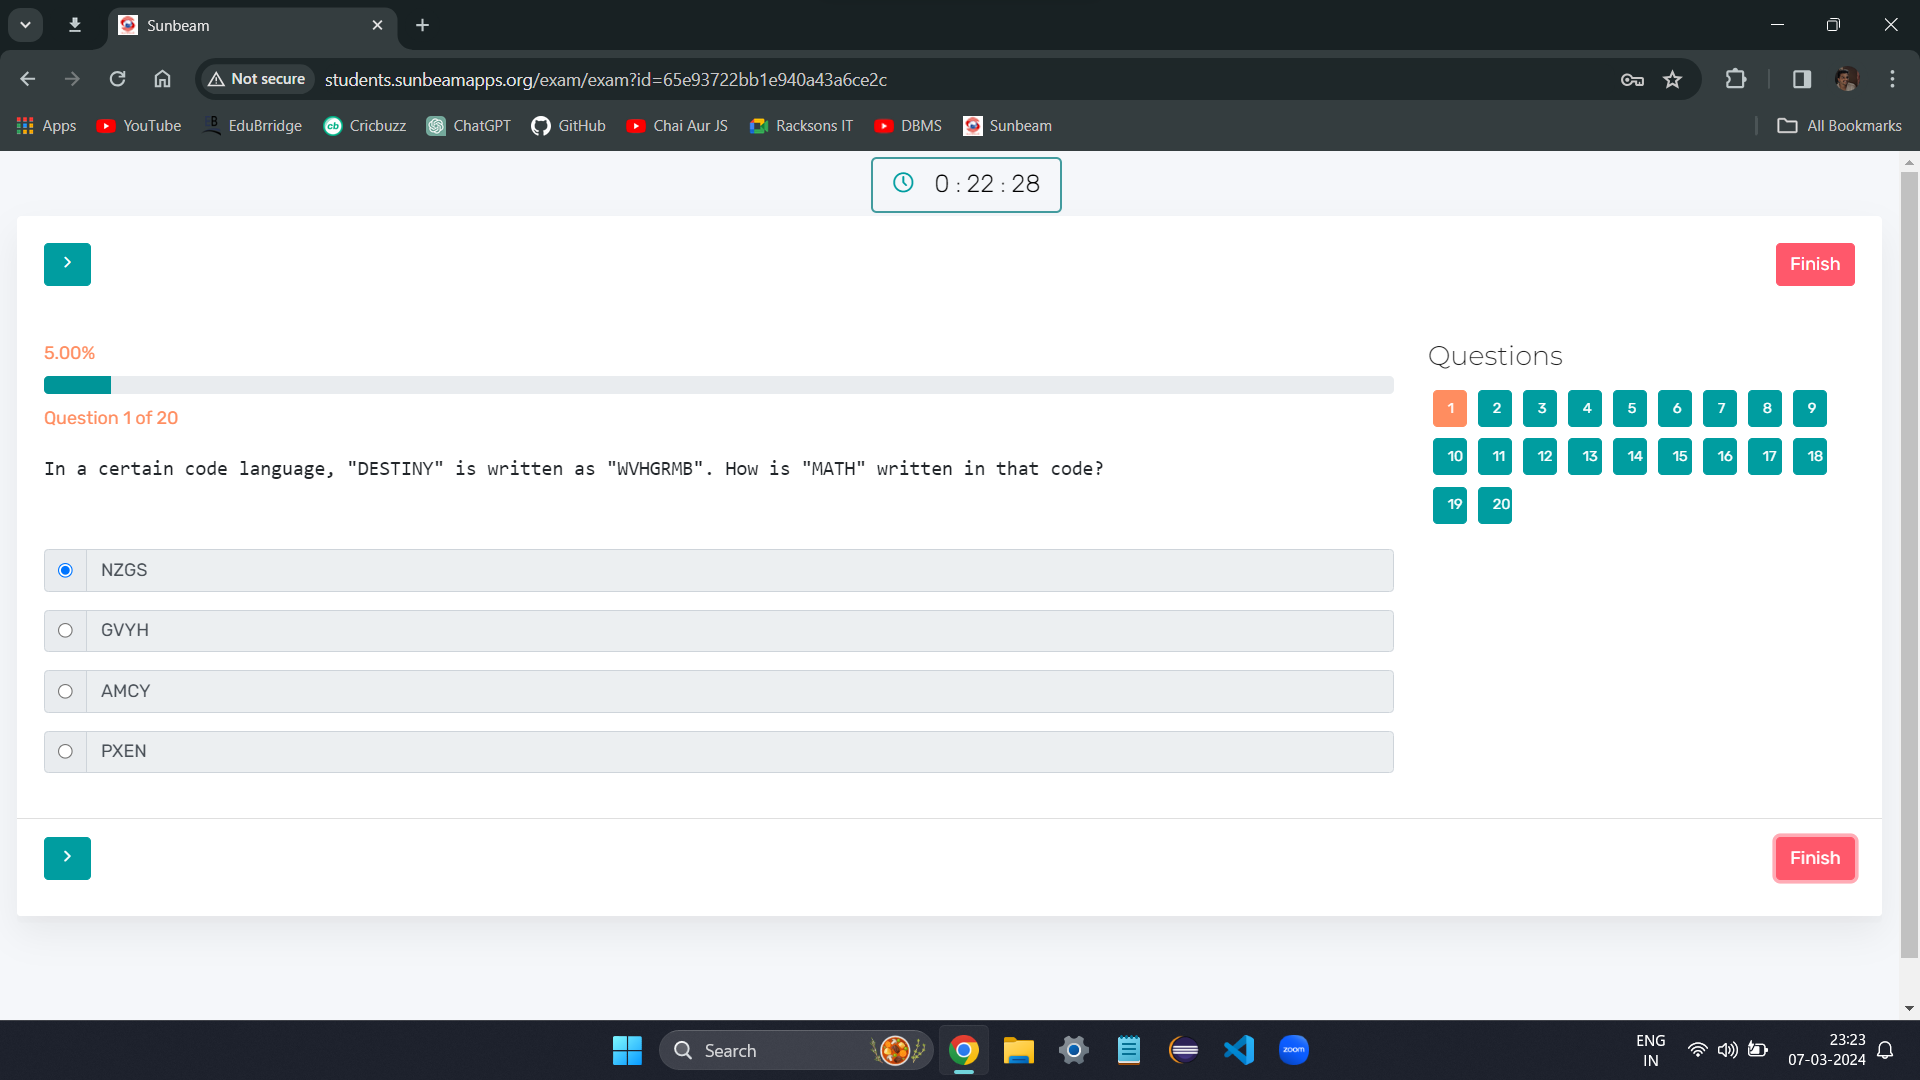 Sunbeam
Not secure
students.sunbeamapps.org/exam/exam?id=65e93722bb1e940a43a6ce2c
Apps YouTube EduBrridge cb Cricbuzz ChatGPT GitHub Chai Aur JS Racksons IT DBMS Sunbeam All Bookmarks
0 : 22 : 28
Finish
5.00%
Question 1 of 20
In a certain code language, "DESTINY" is written as "WVHGRMB". How is "MATH" written in that code?
NZGS
GVYH
AMCY
PXEN
Questions
1 2 3 4 5 6 7 8 9
10 11 12 13 14 15 16 17 18
19 20
Finish
Search
zoom
ENG
IN
23:23
07-03-2024